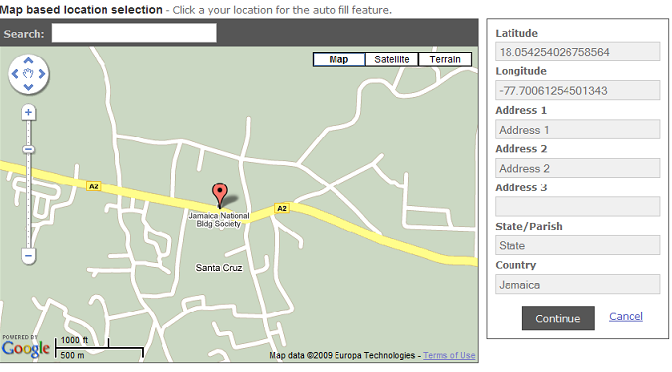 Map based location selection - Click a your location for the auto fill feature.
Search:
Map
Satellite
Terrain
A2
Jamaica National
Bldg Society
A2
Santa Cruz
POWERED BY
Google
1000 ft
500 m
Map data ©2009 Europa Technologies - Terms of Use
Latitude
18.054254026758564
Longitude
-77.70061254501343
Address 1
Address 1
Address 2
Address 2
Address 3
State/Parish
State
Country
Jamaica
Continue
Cancel